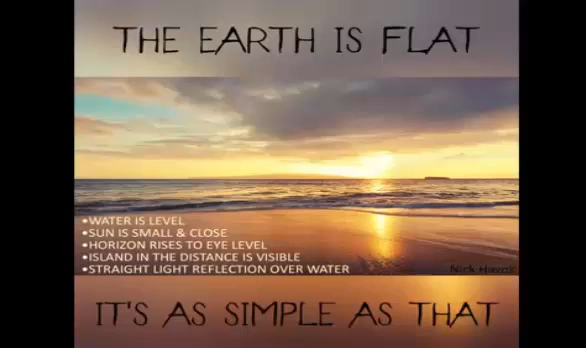 THE EARTH IS FLAT
•WATER IS LEVEL
•SUN IS SMALL & CLOSE
•HORIZON RISES TO EYE LEVEL
•ISLAND IN THE DISTANCE IS VISIBLE
•STRAIGHT LIGHT REFLECTION OVER WATER
Nick Havok
IT'S AS SIMPLE AS THAT